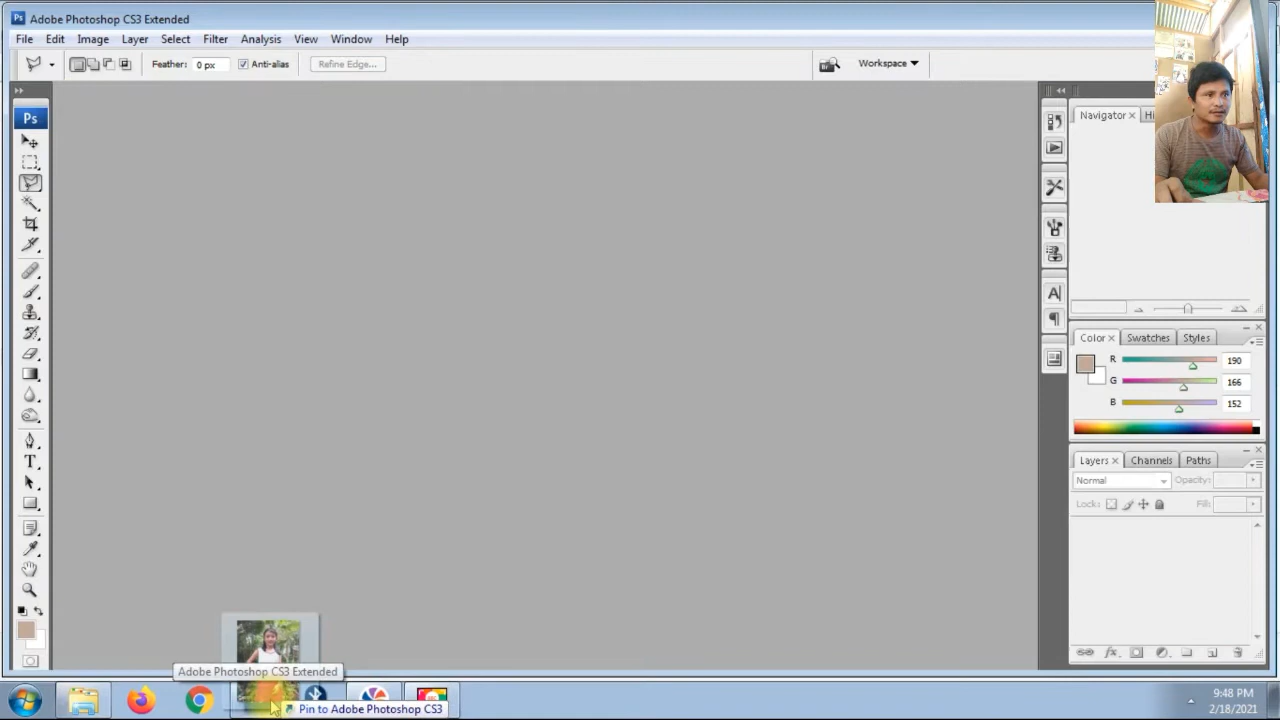 Ps Adobe Photoshop CS3 Extended
File Edit Image Layer Select Filter Analysis View Window Help
Feather: 0 px Anti-alias Refine Edge... Workspace
Ps
Navigator
Color Swatches Styles
R 190
G 166
B 152
Layers Channels Paths
Normal Opacity:
Lock: Fill:
T
A
Adobe Photoshop CS3 Extended
Pin to Adobe Photoshop CS3
9:48 PM
2/18/2021